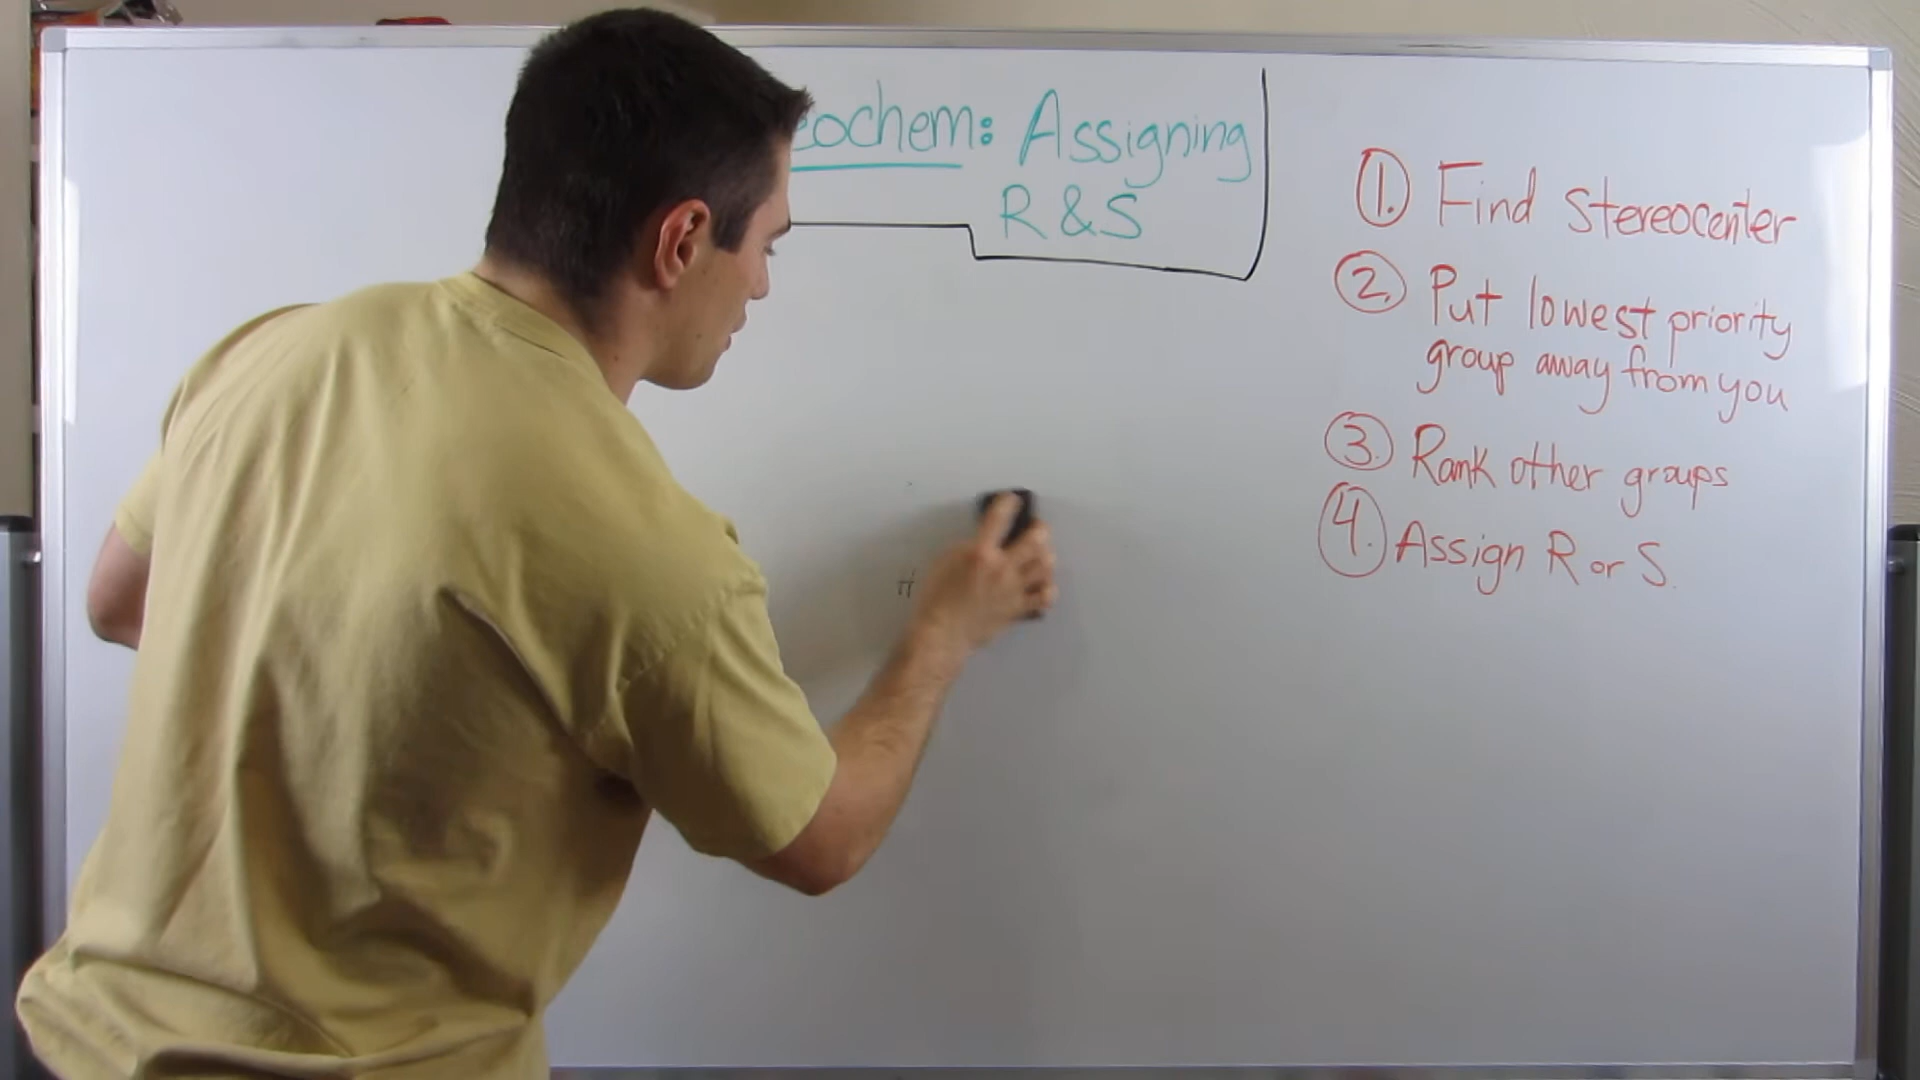 eochem: Assigning
R & S
1. Find Stereocenter
2. Put lowest priority
group away from you
3. Rank other groups
4. Assign R or S.